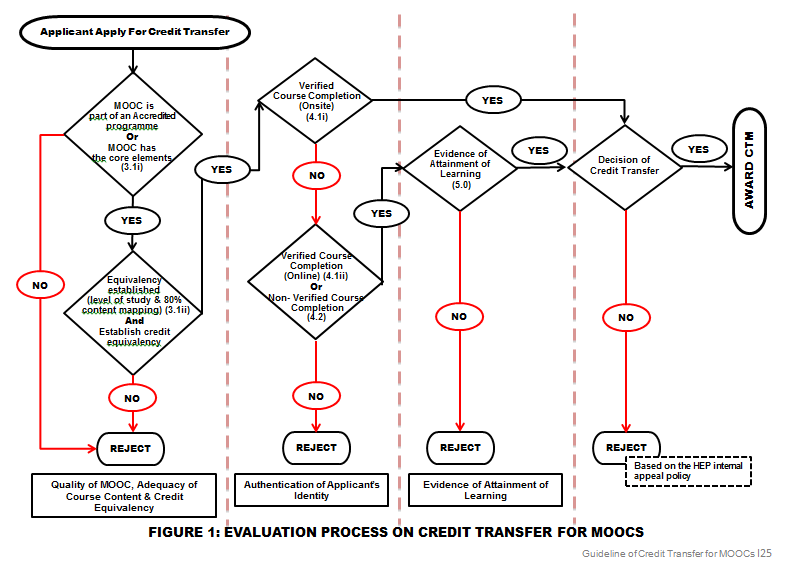 Applicant Apply For Credit Transfer
MOOC is
part of an Accredited
programme
Or
MOOC has
the core elements
(3.1i)
YES
NO
Equivalency
established
(level of study & 80%
content mapping) (3.1ii)
And
Establish credit
equivalency
NO
REJECT
YES
Verified
Course Completion
(Onsite)
(4.1i)
YES
NO
Verified Course
Completion
(Online) (4.1ii)
Or
Non- Verified Course
Completion
(4.2)
NO
REJECT
YES
Evidence of
Attainment of
Learning
(5.0)
YES
NO
REJECT
Decision of
Credit Transfer
YES
AWARD CTM
NO
REJECT
Based on the HEP internal
appeal policy
Quality of MOOC, Adequacy of
Course Content & Credit
Equivalency
Authentication of Applicant's
Identity
Evidence of Attainment of
Learning
FIGURE 1: EVALUATION PROCESS ON CREDIT TRANSFER FOR MOOCS
Guideline of Credit Transfer for MOOCs |25